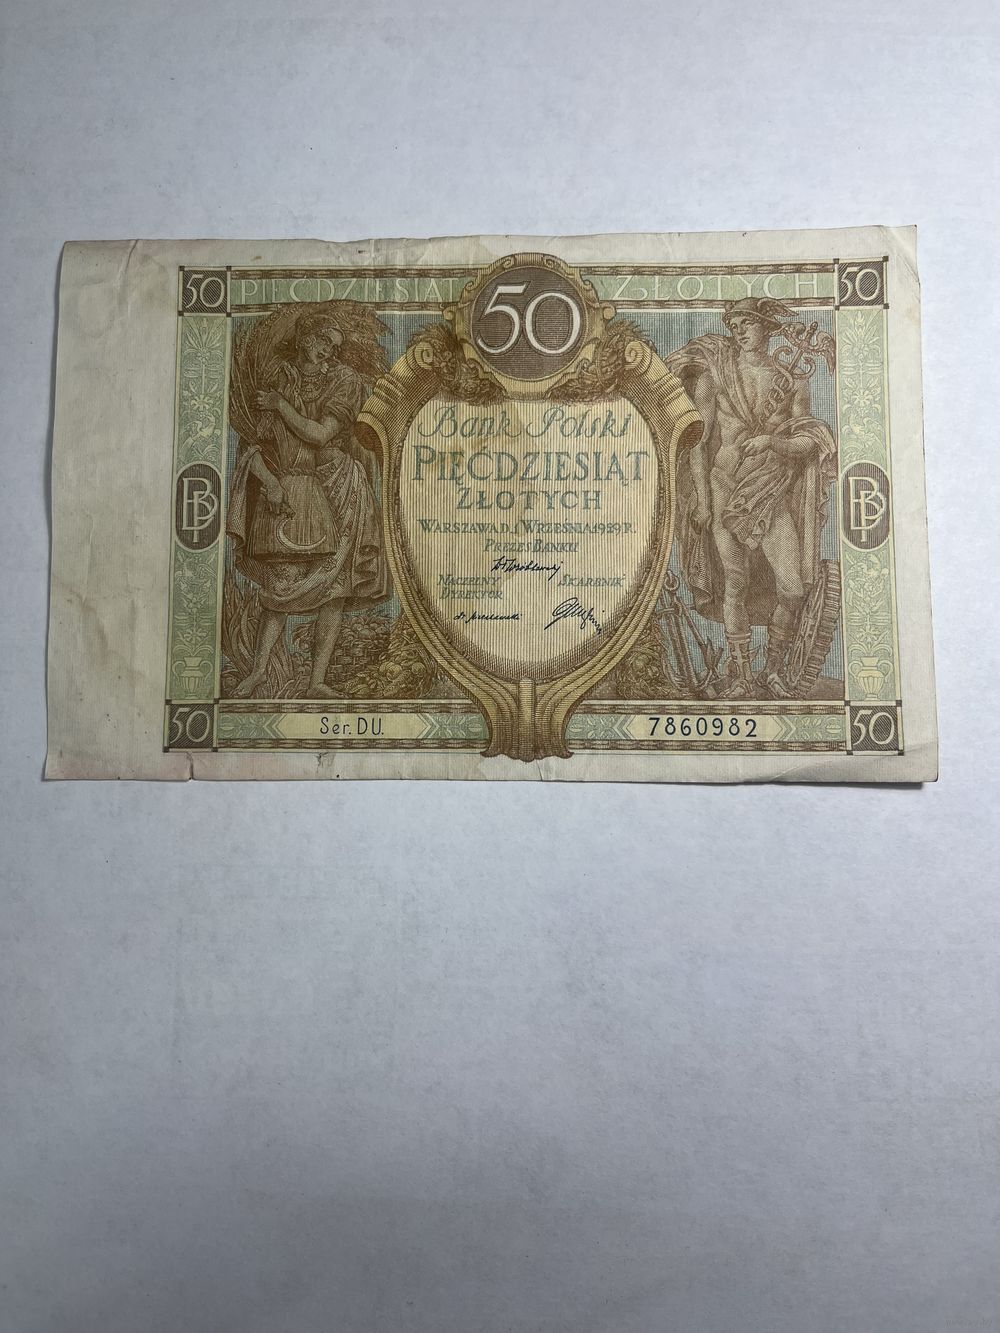 50 PIĘĆDZIESIĄT 50 ZŁOTYCH 50
Bank Polski
PIĘĆDZIESIĄT
ZŁOTYCH
WARSZAWA D. 1 WRZEŚNIA 1929 R.
PREZES BANKU
NACZELNY
DYREKTOR
SKARBNIK
BP
BP
50 Ser. DU. 7860982 50